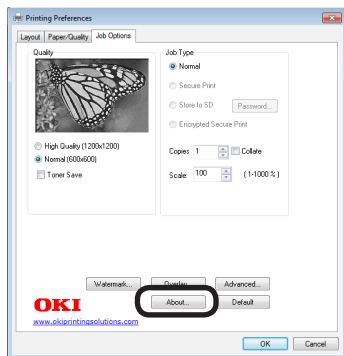 Printing Preferences
Layout Paper/Quality Job Options
Quality
High Quality (1200x1200)
Normal (600x600)
Toner Save
Job Type
Normal
Secure Print
Store to SD Password...
Encrypted Secure Print
Copies 1 Collate
Scale: 100 (1-1000 %)
Watermark... Overlay... Advanced...
About... Default
OKI
www.okiprintingsolutions.com
OK Cancel